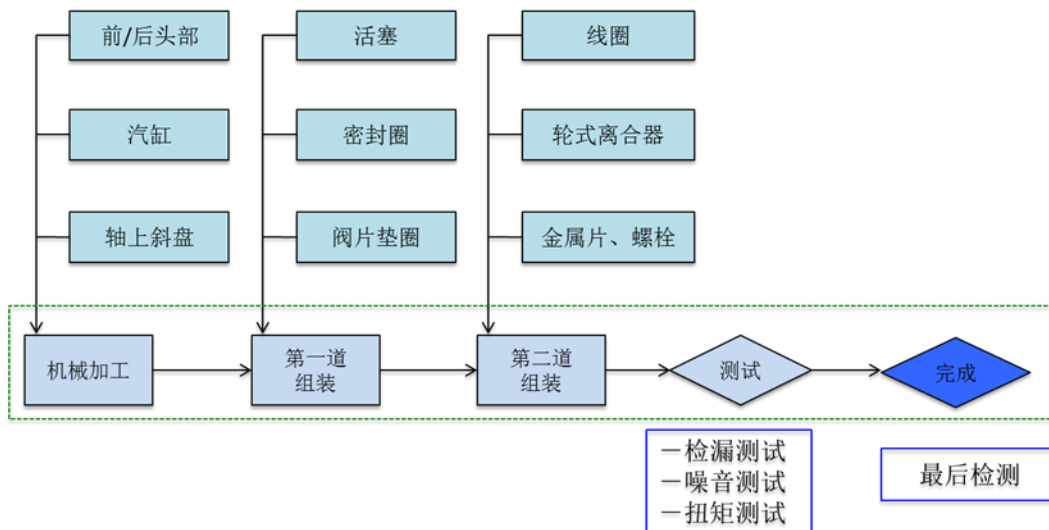 前/后头部
活塞
线圈
汽缸
密封圈
轮式离合器
轴上斜盘
阀片垫圈
金属片、螺栓
机械加工
第一道
组装
第二道
组装
测试
完成
－检漏测试
－噪音测试
－扭矩测试
最后检测